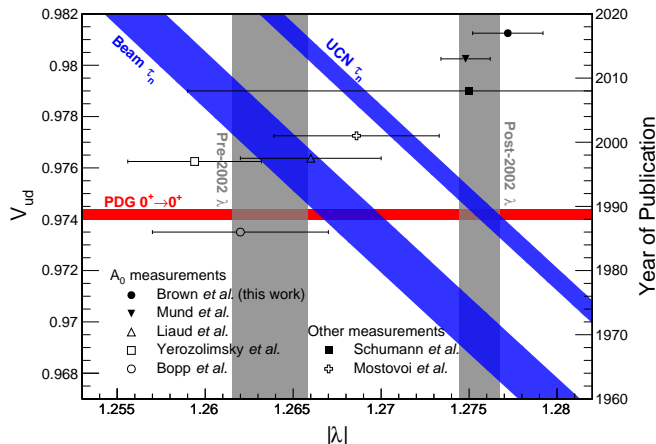 0.982
0.98
0.978
0.976
0.974
0.972
0.97
0.968
V_ud
2020
2010
2000
1990
1980
1970
1960
Year of Publication
Beam τ_n
UCN τ_n
Pre-2002 λ
Post-2002 λ
PDG 0⁺→0⁺
A₀ measurements
Brown et al. (this work)
Mund et al.
Liaud et al.
Yerozolimsky et al.
Bopp et al.
Other measurements
Schumann et al.
Mostovoi et al.
1.255
1.26
1.265
1.27
1.275
1.28
|λ|